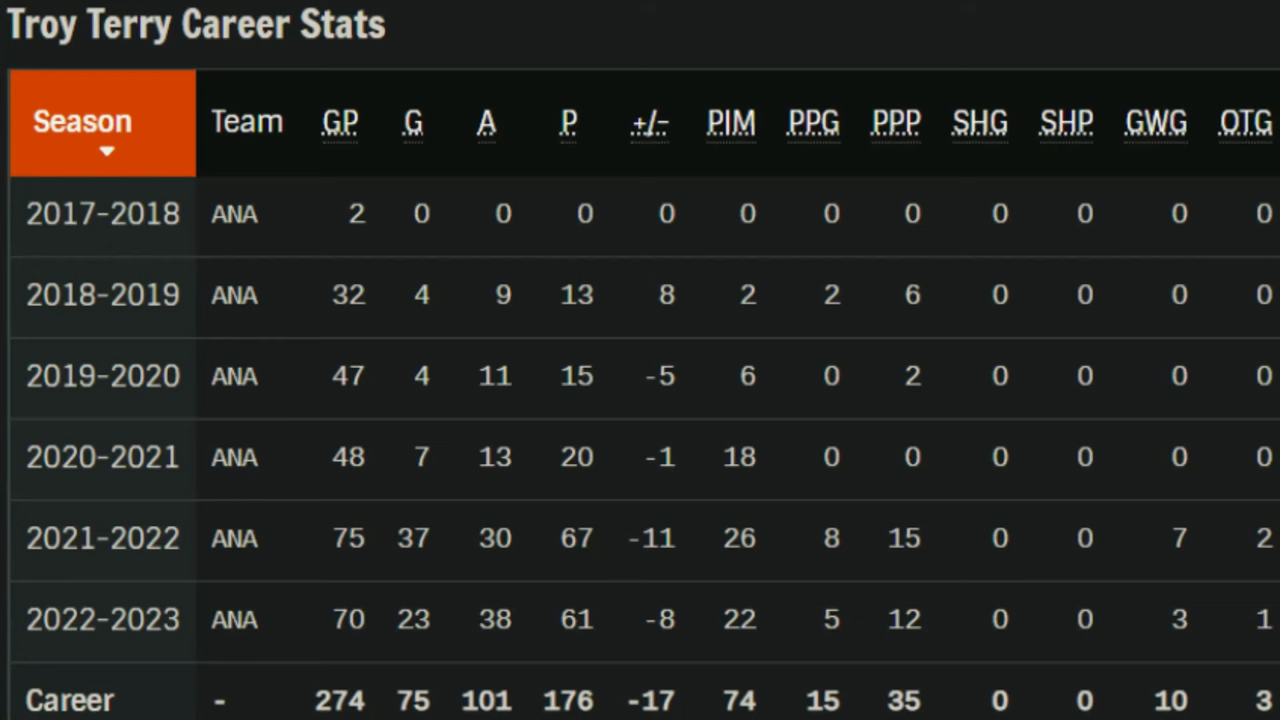 Troy Terry Career Stats
Season Team GP G A P +/- PIM PPG PPP SHG SHP GWG OTG
2017-2018 ANA 2 0 0 0 0 0 0 0 0 0 0 0
2018-2019 ANA 32 4 9 13 8 2 2 6 0 0 0 0
2019-2020 ANA 47 4 11 15 -5 6 0 2 0 0 0 0
2020-2021 ANA 48 7 13 20 -1 18 0 0 0 0 0 0
2021-2022 ANA 75 37 30 67 -11 26 8 15 0 0 7 2
2022-2023 ANA 70 23 38 61 -8 22 5 12 0 0 3 1
Career - 274 75 101 176 -17 74 15 35 0 0 10 3